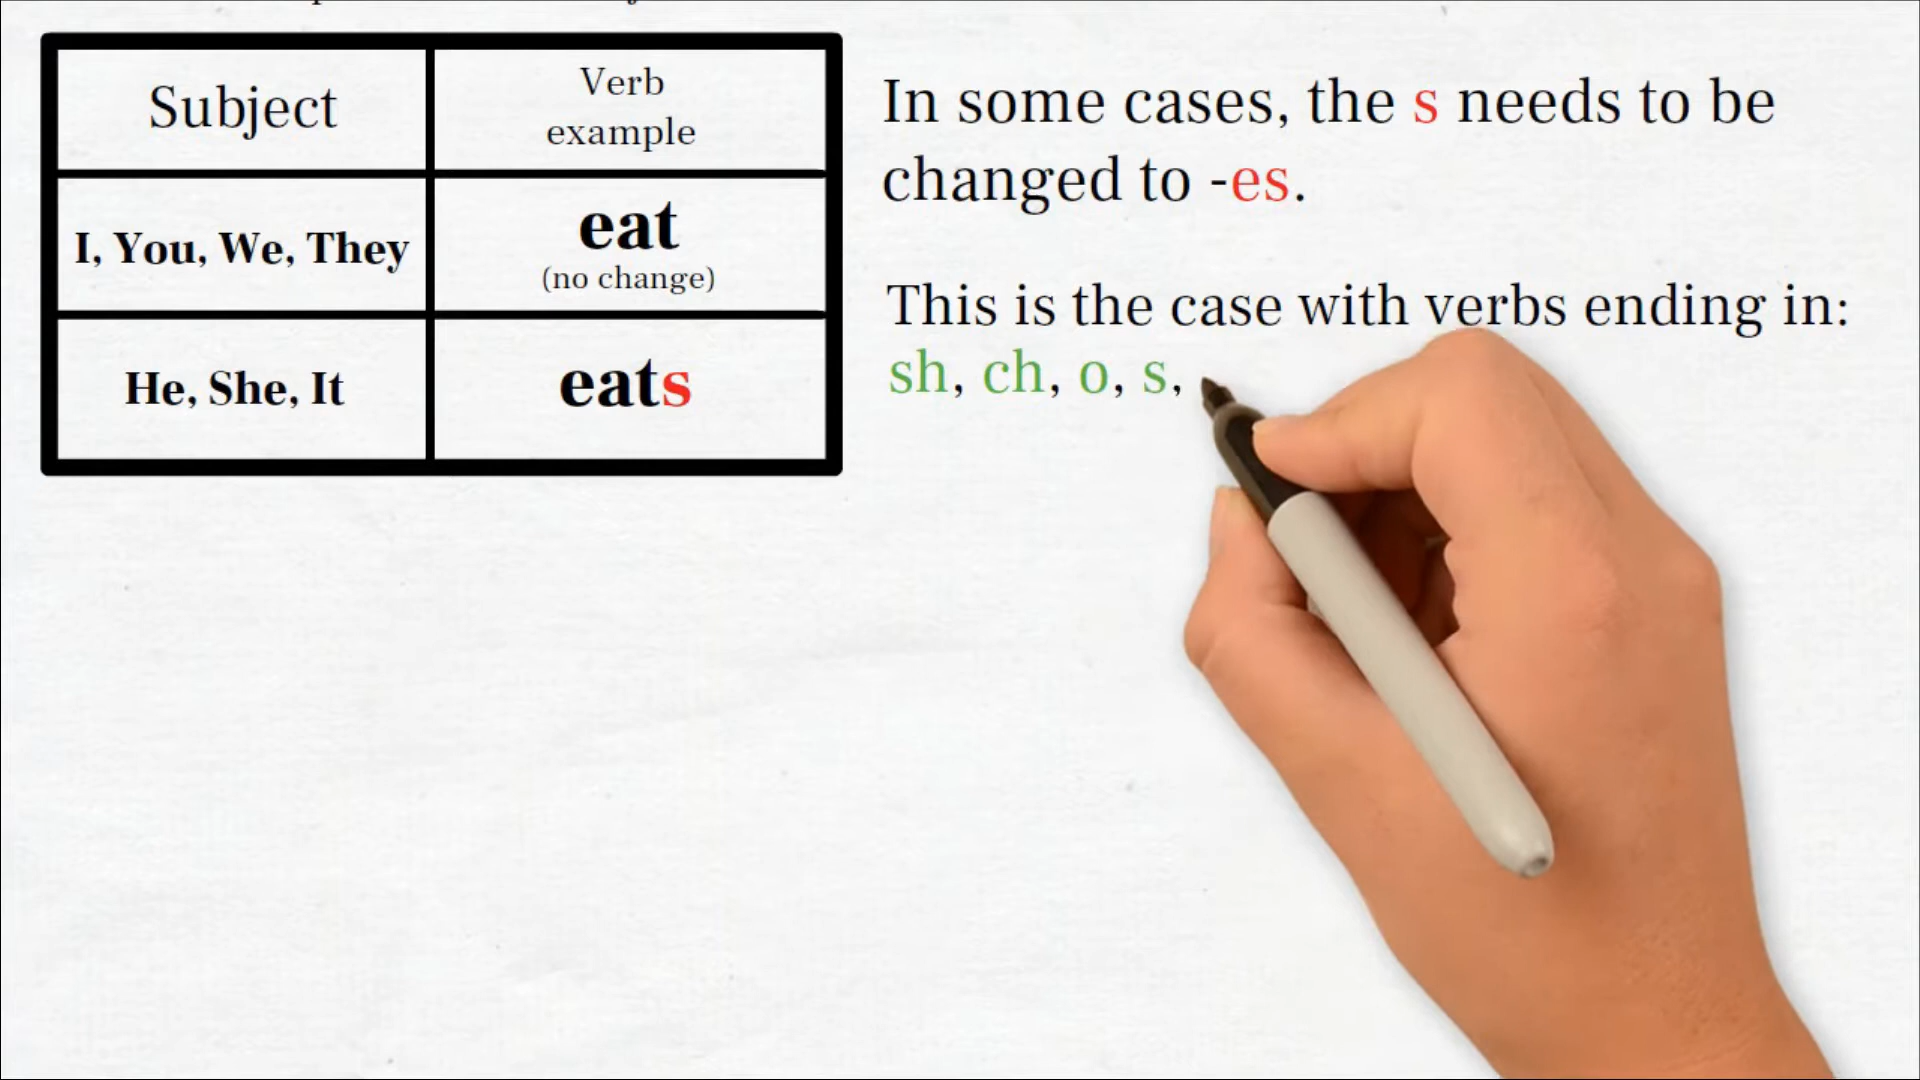 Subject
Verb
example
I, You, We, They
eat
(no change)
He, She, It
eats
In some cases, the s needs to be
changed to -es.
This is the case with verbs ending in:
sh, ch, o, s,